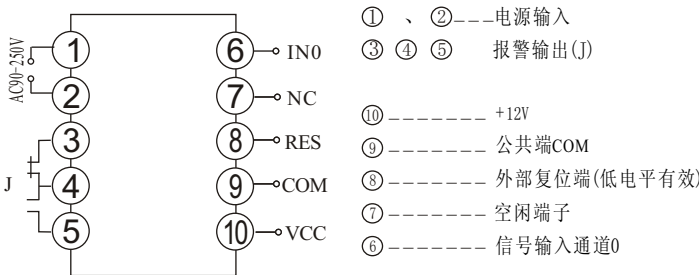 AC90-250V
J
① ② ③ ④ ⑤
⑥ IN0
⑦ NC
⑧ RES
⑨ COM
⑩ VCC
① 、 ②---电源输入
③ ④ ⑤ 报警输出(J)
⑩------- +12V
⑨------- 公共端COM
⑧------- 外部复位端(低电平有效)
⑦------- 空闲端子
⑥------- 信号输入通道0